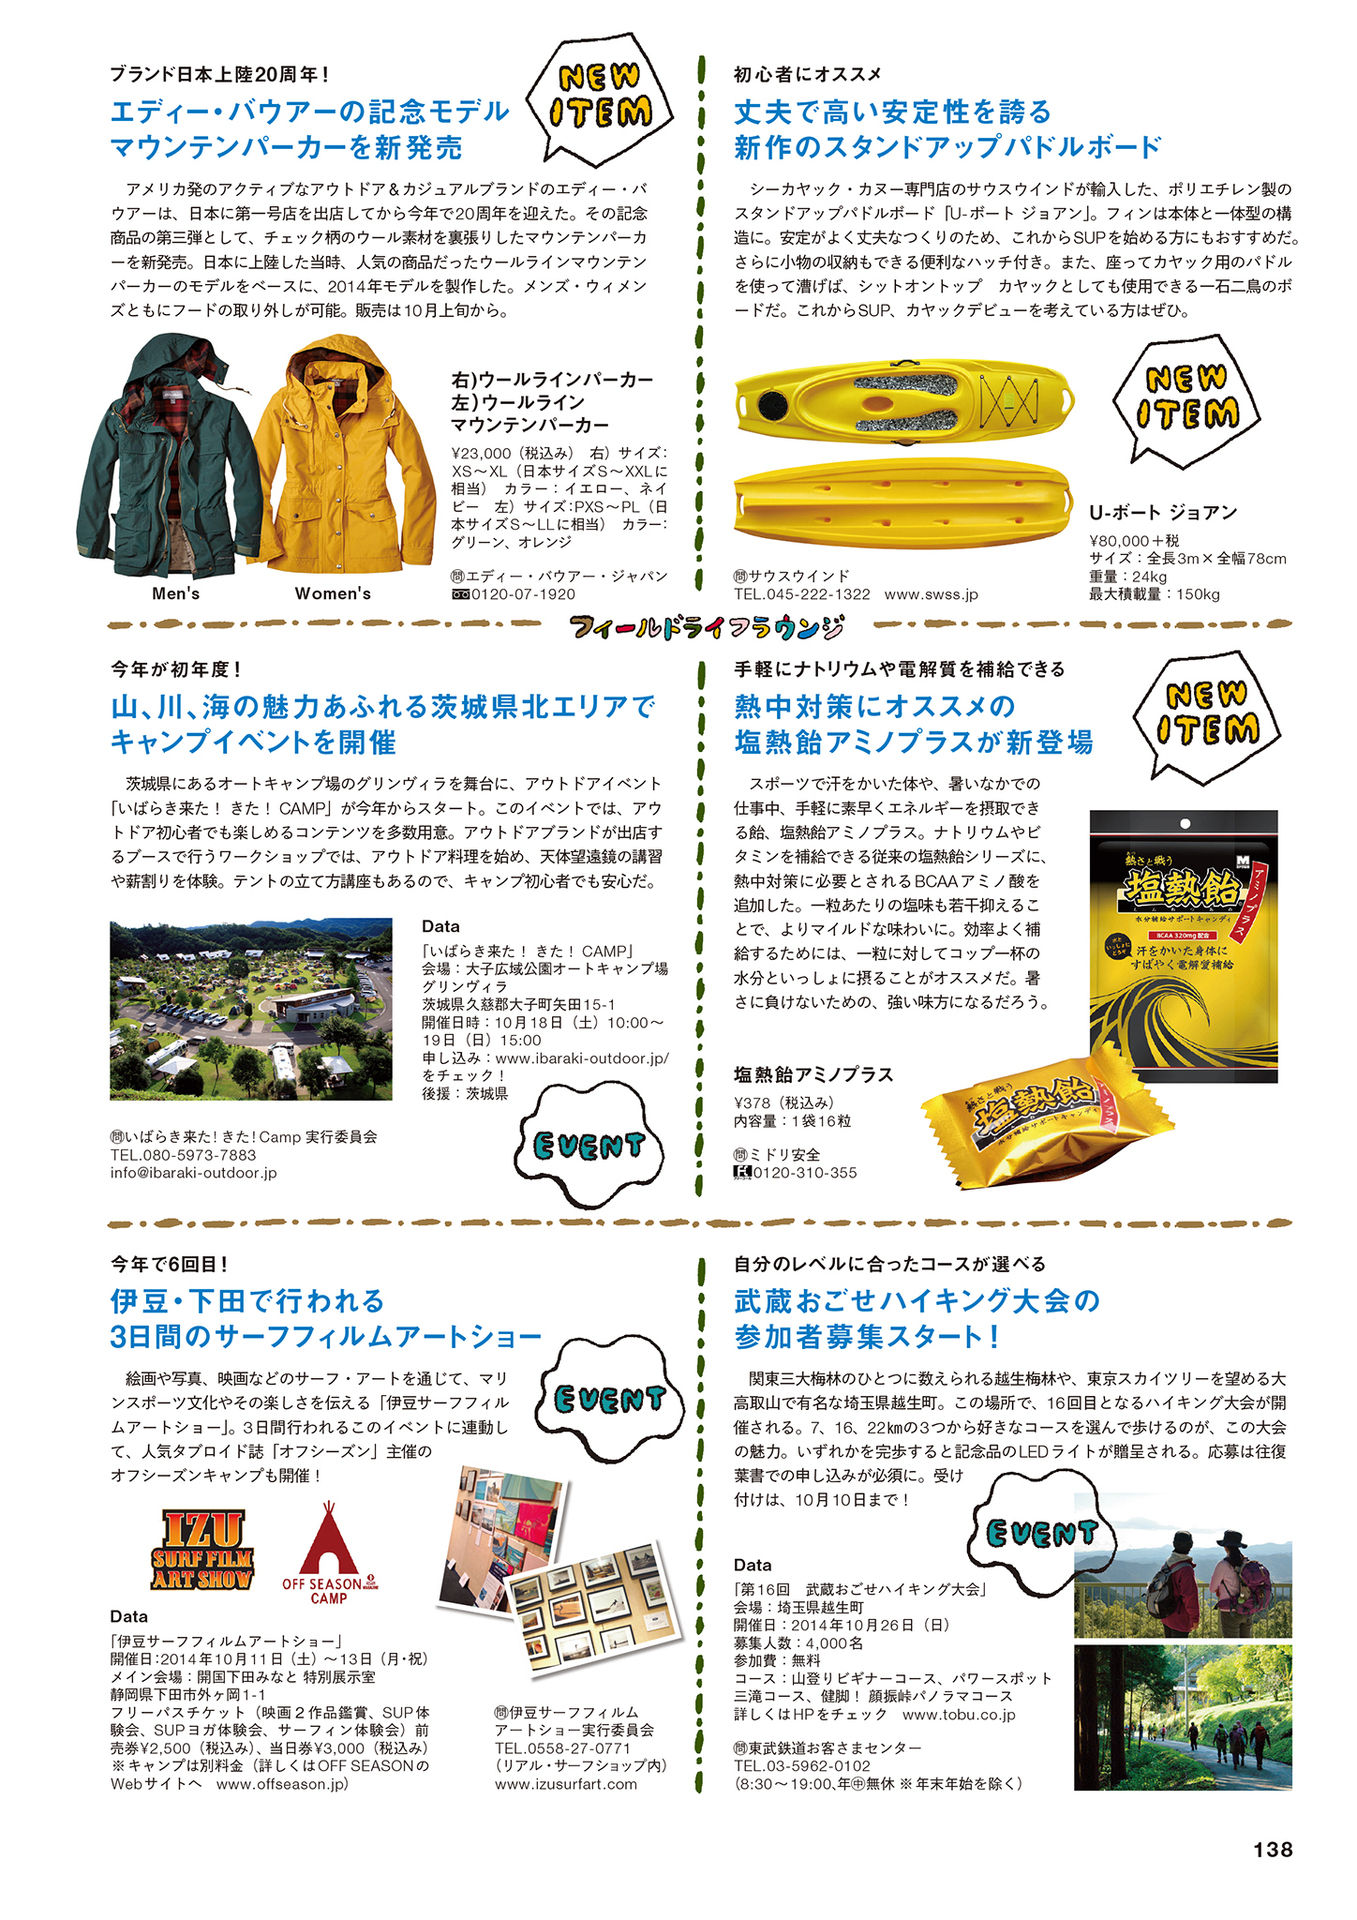 ブランド日本上陸20周年！
エディー・バウアーの記念モデル
マウンテンパーカーを新発売
NEW
ITEM
アメリカ発のアクティブなアウトドア＆カジュアルブランドのエディー・バ
ウアーは、日本に第一号店を出店してから今年で20周年を迎えた。その記念
商品の第三弾として、チェック柄のウール素材を裏張りしたマウンテンパーカ
ーを新発売。日本に上陸した当時、人気の商品だったウールラインマウンテン
パーカーのモデルをベースに、2014年モデルを製作した。メンズ・ウィメン
ズともにフードの取り外しが可能。販売は10月上旬から。
右)ウールラインパーカー
左)ウールライン
マウンテンパーカー
¥23,000（税込み） 右）サイズ：
XS〜XL（日本サイズS〜XXLに
相当） カラー：イエロー、ネイ
ビー 左）サイズ：PXS〜PL（日
本サイズS〜LLに相当） カラー：
グリーン、オレンジ
㉄エディー・バウアー・ジャパン
0120-07-1920
Men's
Women's
初心者にオススメ
丈夫で高い安定性を誇る
新作のスタンドアップパドルボード
シーカヤック・カヌー専門店のサウスウインドが輸入した、ポリエチレン製の
スタンドアップパドルボード「U-ボート ジョアン」。フィンは本体と一体型の構
造に。安定がよく丈夫なつくりのため、これからSUPを始める方にもおすすめだ。
さらに小物の収納もできる便利なハッチ付き。また、座ってカヤック用のパドル
を使って漕げば、シットオントップ カヤックとしても使用できる一石二鳥のボ
ードだ。これからSUP、カヤックデビューを考えている方はぜひ。
NEW
ITEM
U-ボート ジョアン
¥80,000＋税
サイズ：全長3m×全幅78cm
重量：24kg
最大積載量：150kg
㉄サウスウインド
TEL.045-222-1322 www.swss.jp
フィールドライフラウンジ
今年が初年度！
山、川、海の魅力あふれる茨城県北エリアで
キャンプイベントを開催
茨城県にあるオートキャンプ場のグリンヴィラを舞台に、アウトドアイベント
「いばらき来た！ きた！ CAMP」が今年からスタート。このイベントでは、アウ
トドア初心者でも楽しめるコンテンツを多数用意。アウトドアブランドが出店す
るブースで行うワークショップでは、アウトドア料理を始め、天体望遠鏡の講習
や薪割りを体験。テントの立て方講座もあるので、キャンプ初心者でも安心だ。
Data
「いばらき来た！ きた！ CAMP」
会場：大子広域公園オートキャンプ場
グリンヴィラ
茨城県久慈郡大子町矢田15-1
開催日時：10月18日（土）10:00〜
19日（日）15:00
申し込み：www.ibaraki-outdoor.jp/
をチェック！
後援：茨城県
EVENT
㉄いばらき来た！きた！Camp 実行委員会
TEL.080-5973-7883
info@ibaraki-outdoor.jp
手軽にナトリウムや電解質を補給できる
熱中対策にオススメの
塩熱飴アミノプラスが新登場
NEW
ITEM
スポーツで汗をかいた体や、暑いなかでの
仕事中、手軽に素早くエネルギーを摂取でき
る飴、塩熱飴アミノプラス。ナトリウムやビ
タミンを補給できる従来の塩熱飴シリーズに、
熱中対策に必要とされるBCAAアミノ酸を
追加した。一粒あたりの塩味も若干抑えるこ
とで、よりマイルドな味わいに。効率よく補
給するためには、一粒に対してコップ一杯の
水分といっしょに摂ることがオススメだ。暑
さに負けないための、強い味方になるだろう。
熱さと戦う
塩熱飴
アミノプラス
水分補給サポートキャンディ
BCAA 320mg 配合
汗をかいた身体に
すばやく電解質補給
熱さと戦う
塩熱飴
アミノプラス
水分補給サポートキャンディ
塩熱飴アミノプラス
¥378（税込み）
内容量：1袋16粒
㉄ミドリ安全
0120-310-355
今年で6回目！
伊豆・下田で行われる
3日間のサーフフィルムアートショー
EVENT
絵画や写真、映画などのサーフ・アートを通じて、マリ
ンスポーツ文化やその楽しさを伝える「伊豆サーフフィル
ムアートショー」。3日間行われるこのイベントに連動し
て、人気タブロイド誌「オフシーズン」主催の
オフシーズンキャンプも開催！
IZU
SURF FILM
ART SHOW
OFF SEASON
CAMP
Data
「伊豆サーフフィルムアートショー」
開催日：2014年10月11日（土）〜13日（月・祝）
メイン会場：開国下田みなと 特別展示室
静岡県下田市外ヶ岡1-1
フリーパスチケット（映画２作品鑑賞、SUP体
験会、SUPヨガ体験会、サーフィン体験会）前
売券¥2,500（税込み）、当日券¥3,000（税込み）
※キャンプは別料金（詳しくはOFF SEASONの
Webサイトへ www.offseason.jp）
㉄伊豆サーフフィルム
アートショー実行委員会
TEL.0558-27-0771
（リアル・サーフショップ内）
www.izusurfart.com
自分のレベルに合ったコースが選べる
武蔵おごせハイキング大会の
参加者募集スタート！
関東三大梅林のひとつに数えられる越生梅林や、東京スカイツリーを望める大
高取山で有名な埼玉県越生町。この場所で、16回目となるハイキング大会が開
催される。7、16、22㎞の3つから好きなコースを選んで歩けるのが、この大会
の魅力。いずれかを完歩すると記念品のLEDライトが贈呈される。応募は往復
葉書での申し込みが必須に。受け
付けは、10月10日まで！
EVENT
Data
「第16回 武蔵おごせハイキング大会」
会場：埼玉県越生町
開催日：2014年10月26日（日）
募集人数：4,000名
参加費：無料
コース：山登りビギナーコース、パワースポット
三滝コース、健脚！ 顔振峠パノラマコース
詳しくはHPをチェック www.tobu.co.jp
㉄東武鉄道お客さまセンター
TEL.03-5962-0102
（8:30〜19:00、年㊥無休 ※年末年始を除く）
138